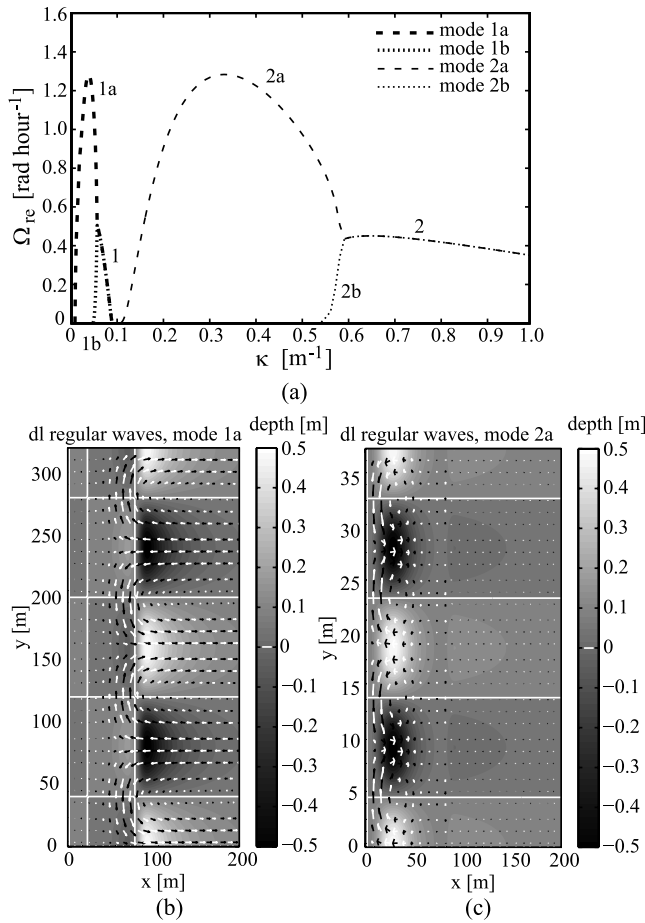 1.6
1.4
1.2
1.0
0.8
0.6
0.4
0.2
0
Ω_re [rad hour⁻¹]
mode 1a
mode 1b
mode 2a
mode 2b
1a
2a
1
2
2b
0 0.1 0.2 0.3 0.4 0.5 0.6 0.7 0.8 0.9 1.0
1b
κ [m⁻¹]
(a)
dl regular waves, mode 1a
depth [m]
300
250
200
150
100
50
0
y [m]
0 100 200
x [m]
0.5
0.4
0.3
0.2
0.1
0
−0.1
−0.2
−0.3
−0.4
−0.5
(b)
dl regular waves, mode 2a
depth [m]
35
30
25
20
15
10
5
0
y [m]
0 50 100 150 200
x [m]
0.5
0.4
0.3
0.2
0.1
0
−0.1
−0.2
−0.3
−0.4
−0.5
(c)